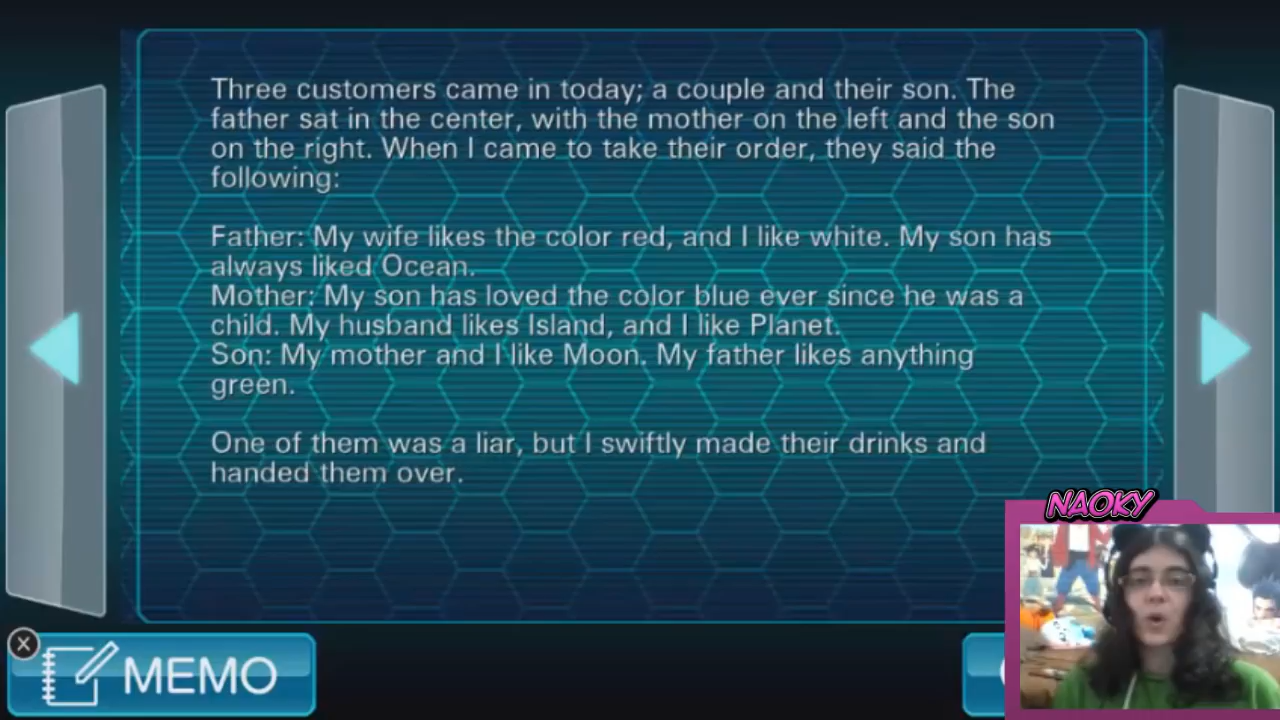 Three customers came in today; a couple and their son. The
father sat in the center, with the mother on the left and the son
on the right. When I came to take their order, they said the
following:
Father: My wife likes the color red, and I like white. My son has
always liked Ocean.
Mother: My son has loved the color blue ever since he was a
child. My husband likes Island, and I like Planet.
Son: My mother and I like Moon. My father likes anything
green.
One of them was a liar, but I swiftly made their drinks and
handed them over.
NAOKY
X MEMO